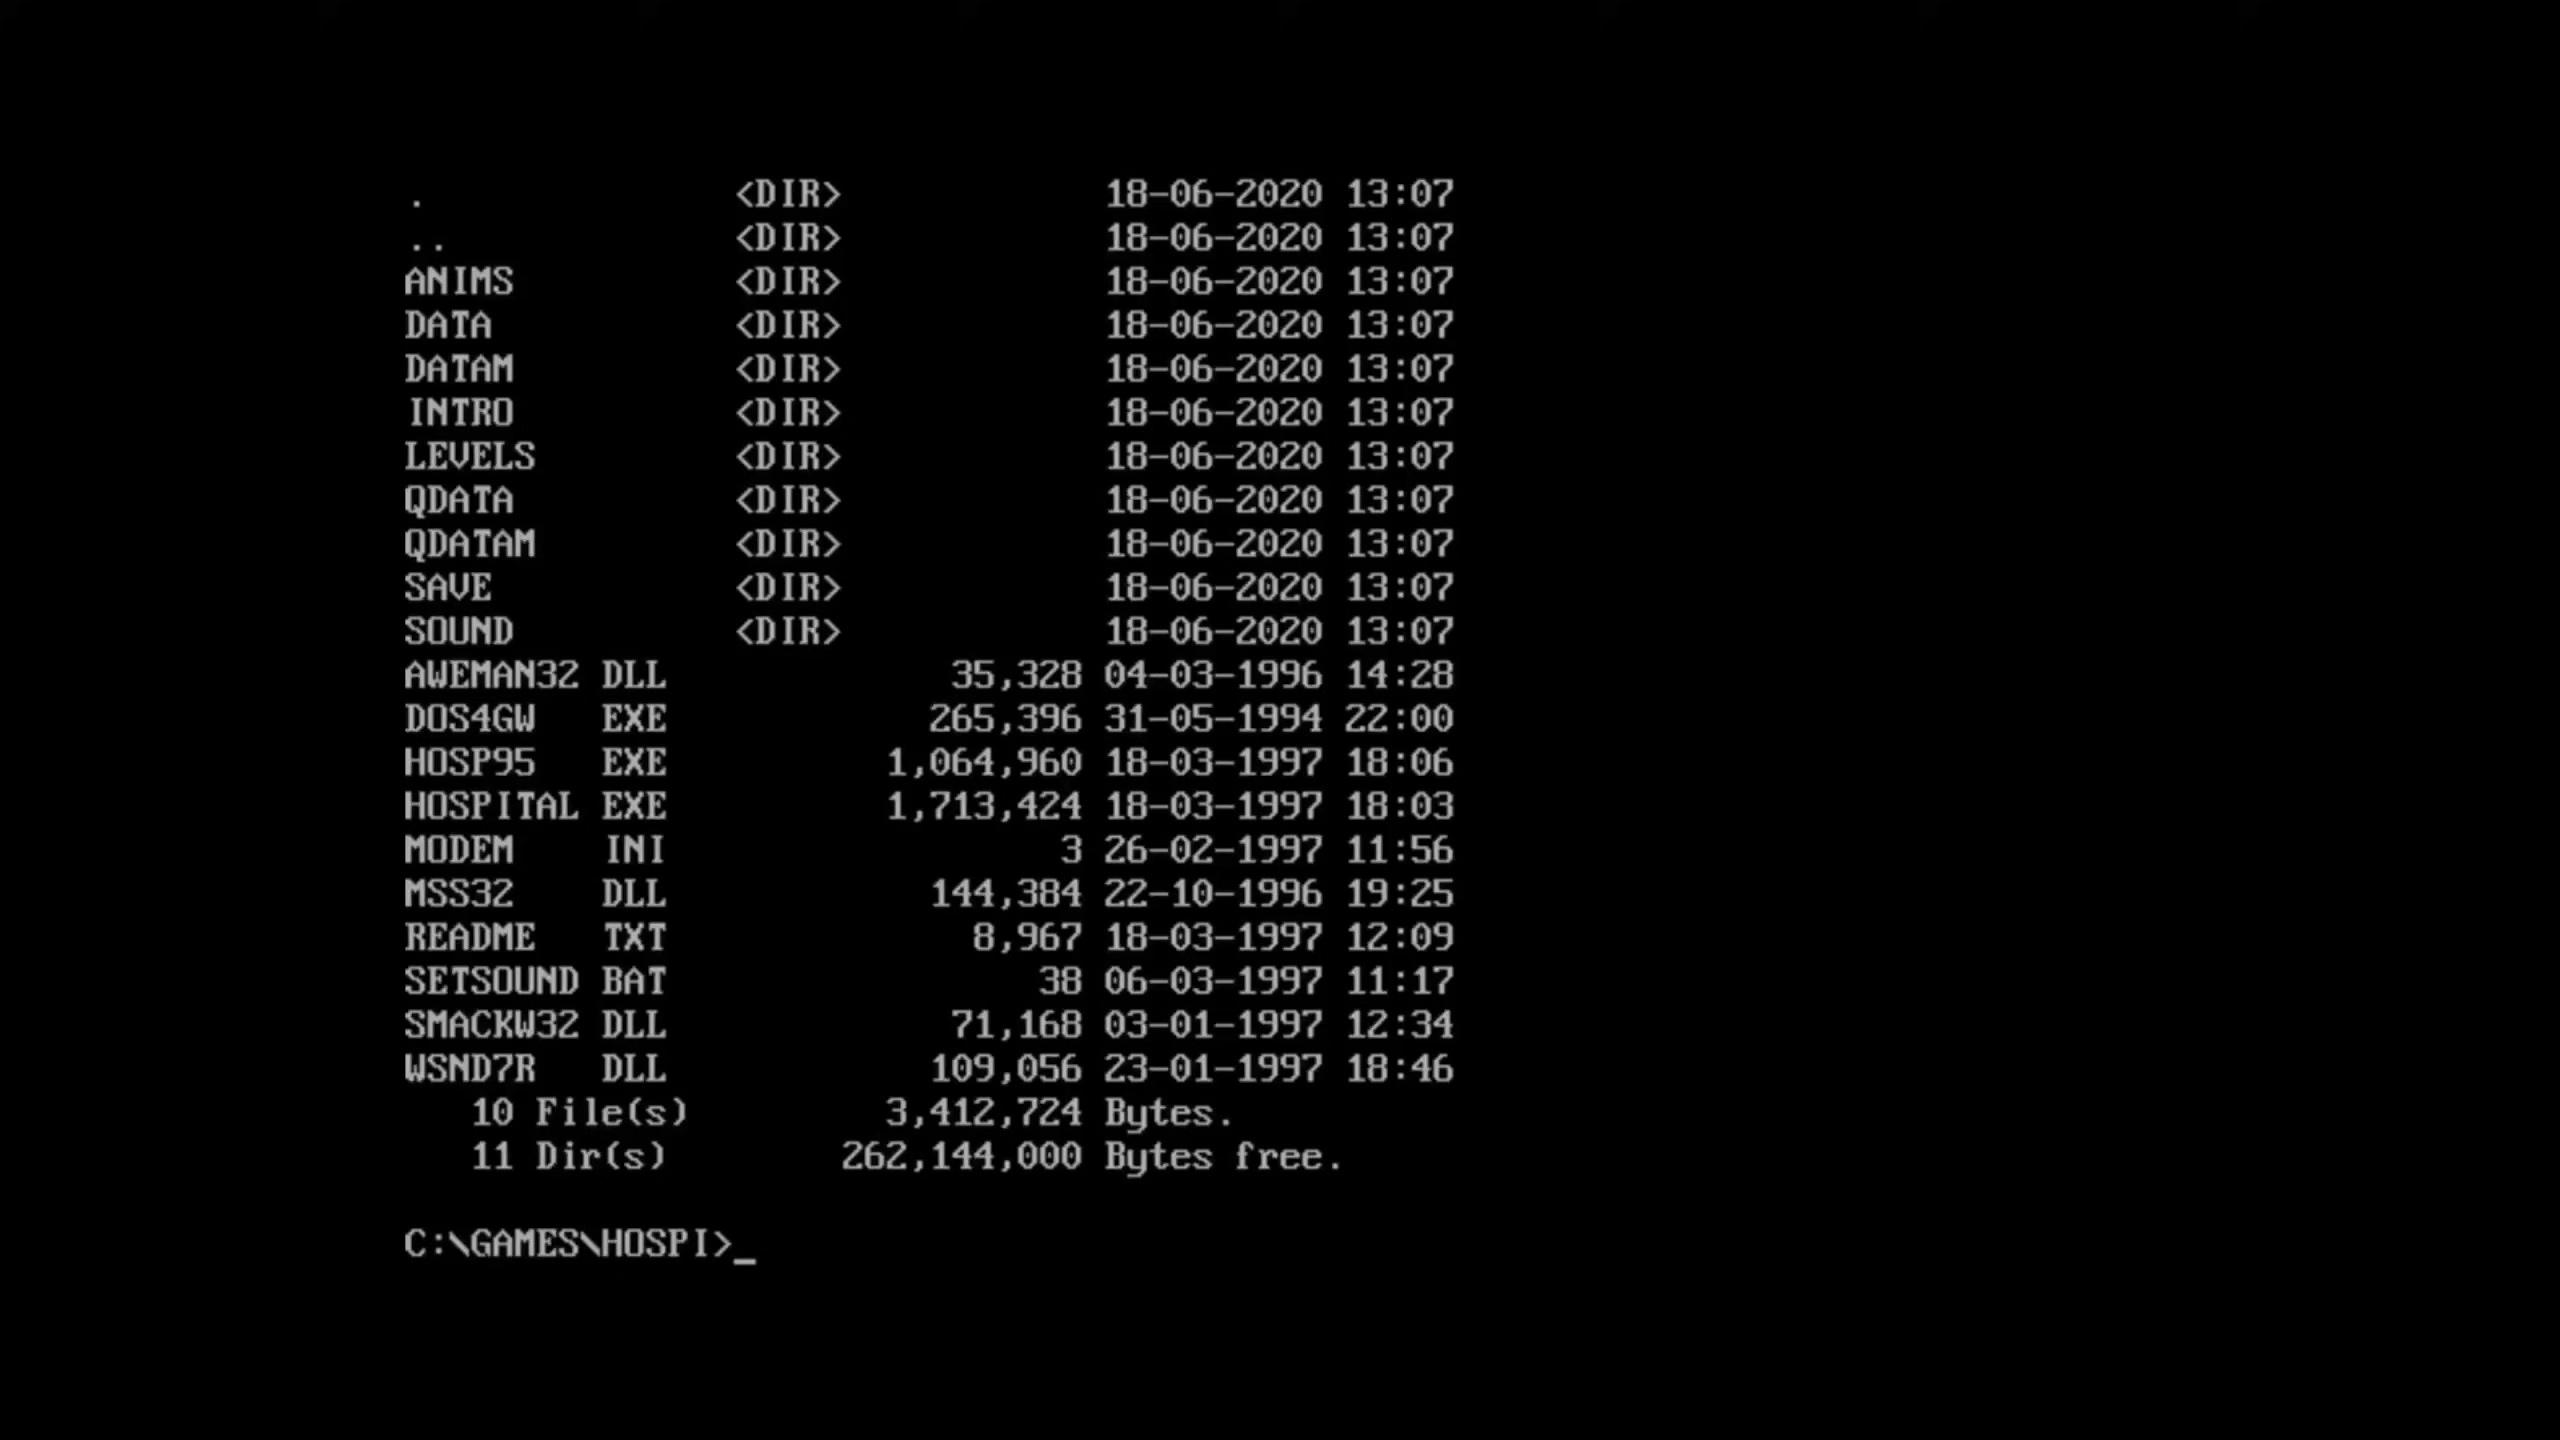 .              <DIR>            18-06-2020 13:07
..             <DIR>            18-06-2020 13:07
ANIMS          <DIR>            18-06-2020 13:07
DATA           <DIR>            18-06-2020 13:07
DATAM          <DIR>            18-06-2020 13:07
INTRO          <DIR>            18-06-2020 13:07
LEVELS         <DIR>            18-06-2020 13:07
QDATA          <DIR>            18-06-2020 13:07
QDATAM         <DIR>            18-06-2020 13:07
SAVE           <DIR>            18-06-2020 13:07
SOUND          <DIR>            18-06-2020 13:07
AWEMAN32 DLL             35,328 04-03-1996 14:28
DOS4GW   EXE            265,396 31-05-1994 22:00
HOSP95   EXE          1,064,960 18-03-1997 18:06
HOSPITAL EXE          1,713,424 18-03-1997 18:03
MODEM    INI                  3 26-02-1997 11:56
MSS32    DLL            144,384 22-10-1996 19:25
README   TXT              8,967 18-03-1997 12:09
SETSOUND BAT                 38 06-03-1997 11:17
SMACKW32 DLL             71,168 03-01-1997 12:34
WSND7R   DLL            109,056 23-01-1997 18:46
   10 File(s)         3,412,724 Bytes.
   11 Dir(s)        262,144,000 Bytes free.
C:\GAMES\HOSPI>_